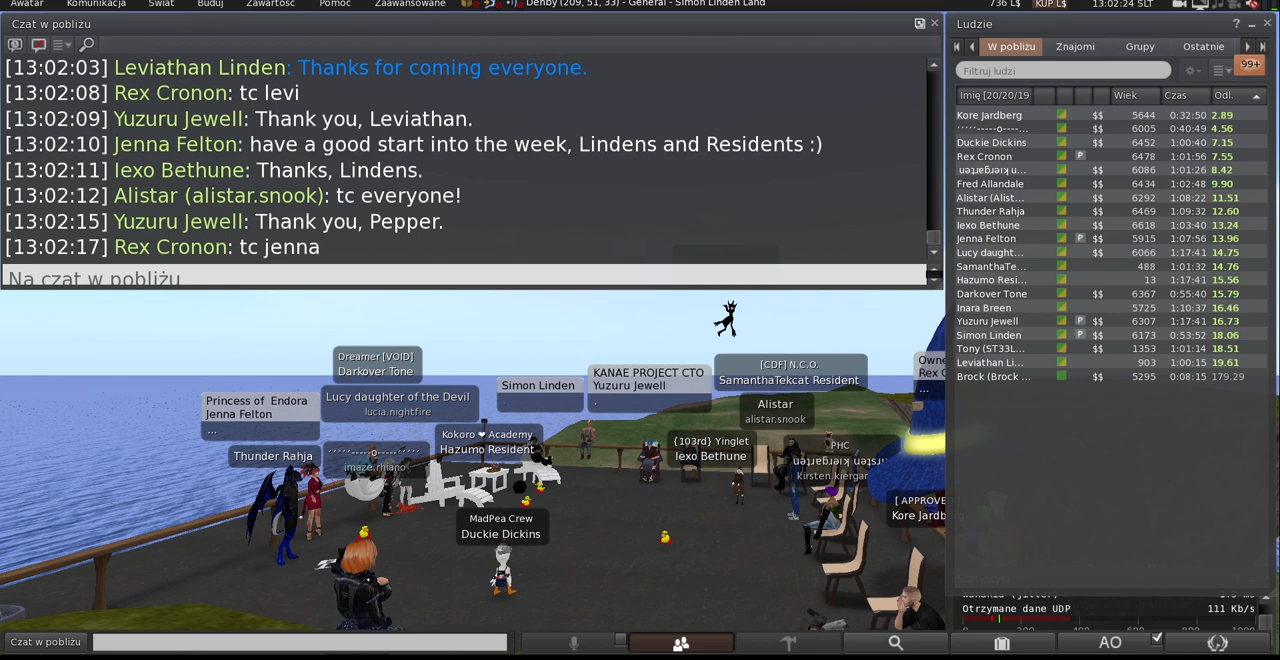 Awatar Komunikacja Świat Buduj Zawartość Pomoc Zaawansowane
Denby (209, 51, 33) - General - Simon Linden Land
736 L$ KUP L$ 13:02:24 SLT
Czat w pobliżu
[13:02:03] Leviathan Linden: Thanks for coming everyone.
[13:02:08] Rex Cronon: tc levi
[13:02:09] Yuzuru Jewell: Thank you, Leviathan.
[13:02:10] Jenna Felton: have a good start into the week, Lindens and Residents :)
[13:02:11] Iexo Bethune: Thanks, Lindens.
[13:02:12] Alistar (alistar.snook): tc everyone!
[13:02:15] Yuzuru Jewell: Thank you, Pepper.
[13:02:17] Rex Cronon: tc jenna
Na czat w pobliżu
Dreamer [VOID]
Darkover Tone
Princess of Endora
Jenna Felton
...
Lucy daughter of the Devil
lucia.nightfire
Simon Linden
.
KANAE PROJECT CTO
Yuzuru Jewell
.
[CDF] N.C.O.
SamanthaTekcat Resident
Owne
Rex C
...
Alistar
alistar.snook
Thunder Rahja
´´´´´-----o----´´´´´
imaze.rhiano
Kokoro ❤ Academy
Hazumo Resident
{103rd} Yinglet
Iexo Bethune
PHC
kirsten.kiergar
[ APPROVE
Kore Jardb
MadPea Crew
Duckie Dickins
Czat w pobliżu
Ludzie
W pobliżu Znajomi Grupy Ostatnie
99+
Filtruj ludzi
Imię [20/20/19 Wiek Czas Odl.
Kore Jardberg $$ 5644 0:32:50 2.89
´´´´´-----o----... $$ 6005 0:40:49 4.56
Duckie Dickins $$ 6452 1:00:40 7.15
Rex Cronon P 6478 1:01:56 7.55
uǝʇɹɐƃɹǝıʞ u... $$ 6086 1:01:26 8.42
Fred Allandale $$ 6434 1:02:48 9.90
Alistar (Alist... $$ 6292 1:08:22 11.51
Thunder Rahja $$ 6469 1:09:32 12.60
Iexo Bethune $$ 6618 1:03:40 13.24
Jenna Felton P $$ 5915 1:07:56 13.96
Lucy daught... $$ 6066 1:17:41 14.75
SamanthaTe... 488 1:01:32 14.76
Hazumo Resi... 13 1:17:41 15.56
Darkover Tone $$ 6367 0:55:40 15.79
Inara Breen 5725 1:10:37 16.46
Yuzuru Jewell P $$ 6307 1:17:41 16.73
Simon Linden P $$ 6173 0:53:52 18.06
Tony (ST33L... $$ 1353 1:01:14 18.51
Leviathan Li... 903 1:00:15 19.61
Brock (Brock ... $$ 5295 0:08:15 179.29
Otrzymane dane UDP 111 Kb/s
AO